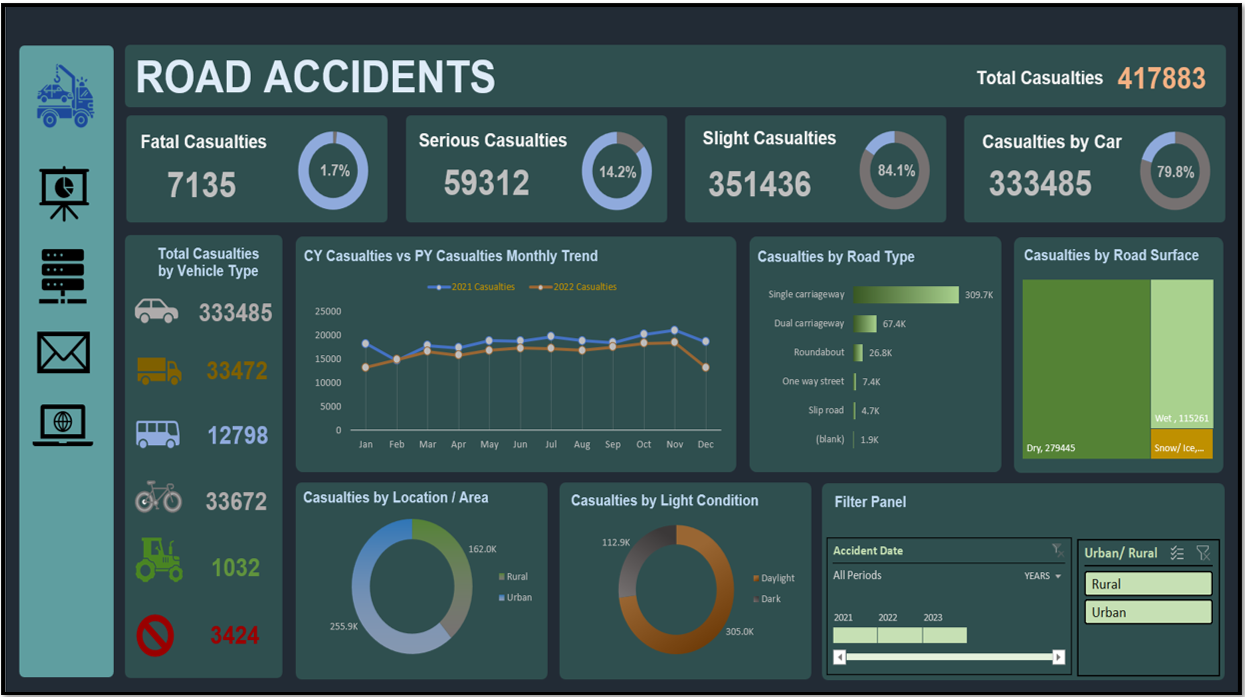 ROAD ACCIDENTS
Total Casualties 417883
Fatal Casualties
7135
1.7%
Serious Casualties
59312
14.2%
Slight Casualties
351436
84.1%
Casualties by Car
333485
79.8%
Total Casualties
by Vehicle Type
333485
33472
12798
33672
1032
3424
CY Casualties vs PY Casualties Monthly Trend
2021 Casualties 2022 Casualties
25000
20000
15000
10000
5000
0
Jan Feb Mar Apr May Jun Jul Aug Sep Oct Nov Dec
Casualties by Road Type
Single carriageway 309.7K
Dual carriageway 67.4K
Roundabout 26.8K
One way street 7.4K
Slip road 4.7K
(blank) 1.9K
Casualties by Road Surface
Dry, 279445
Wet , 115261
Snow/ Ice,...
Casualties by Location / Area
162.0K
255.9K
Rural
Urban
Casualties by Light Condition
112.9K
305.0K
Daylight
Dark
Filter Panel
Accident Date
All Periods YEARS
2021 2022 2023
Urban/ Rural
Rural
Urban